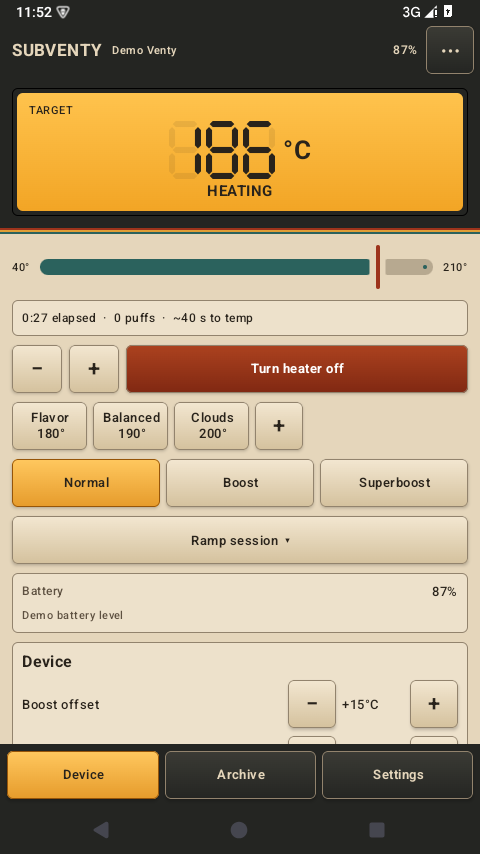 11:52
3G
SUBVENTY
Demo Venty
87%
TARGET
186 °C
HEATING
40°
210°
0:27 elapsed · 0 puffs · ~40 s to temp
−
+
Turn heater off
Flavor
180°
Balanced
190°
Clouds
200°
+
Normal
Boost
Superboost
Ramp session ▾
Battery
87%
Demo battery level
Device
Boost offset
−
+15°C
+
Device
Archive
Settings